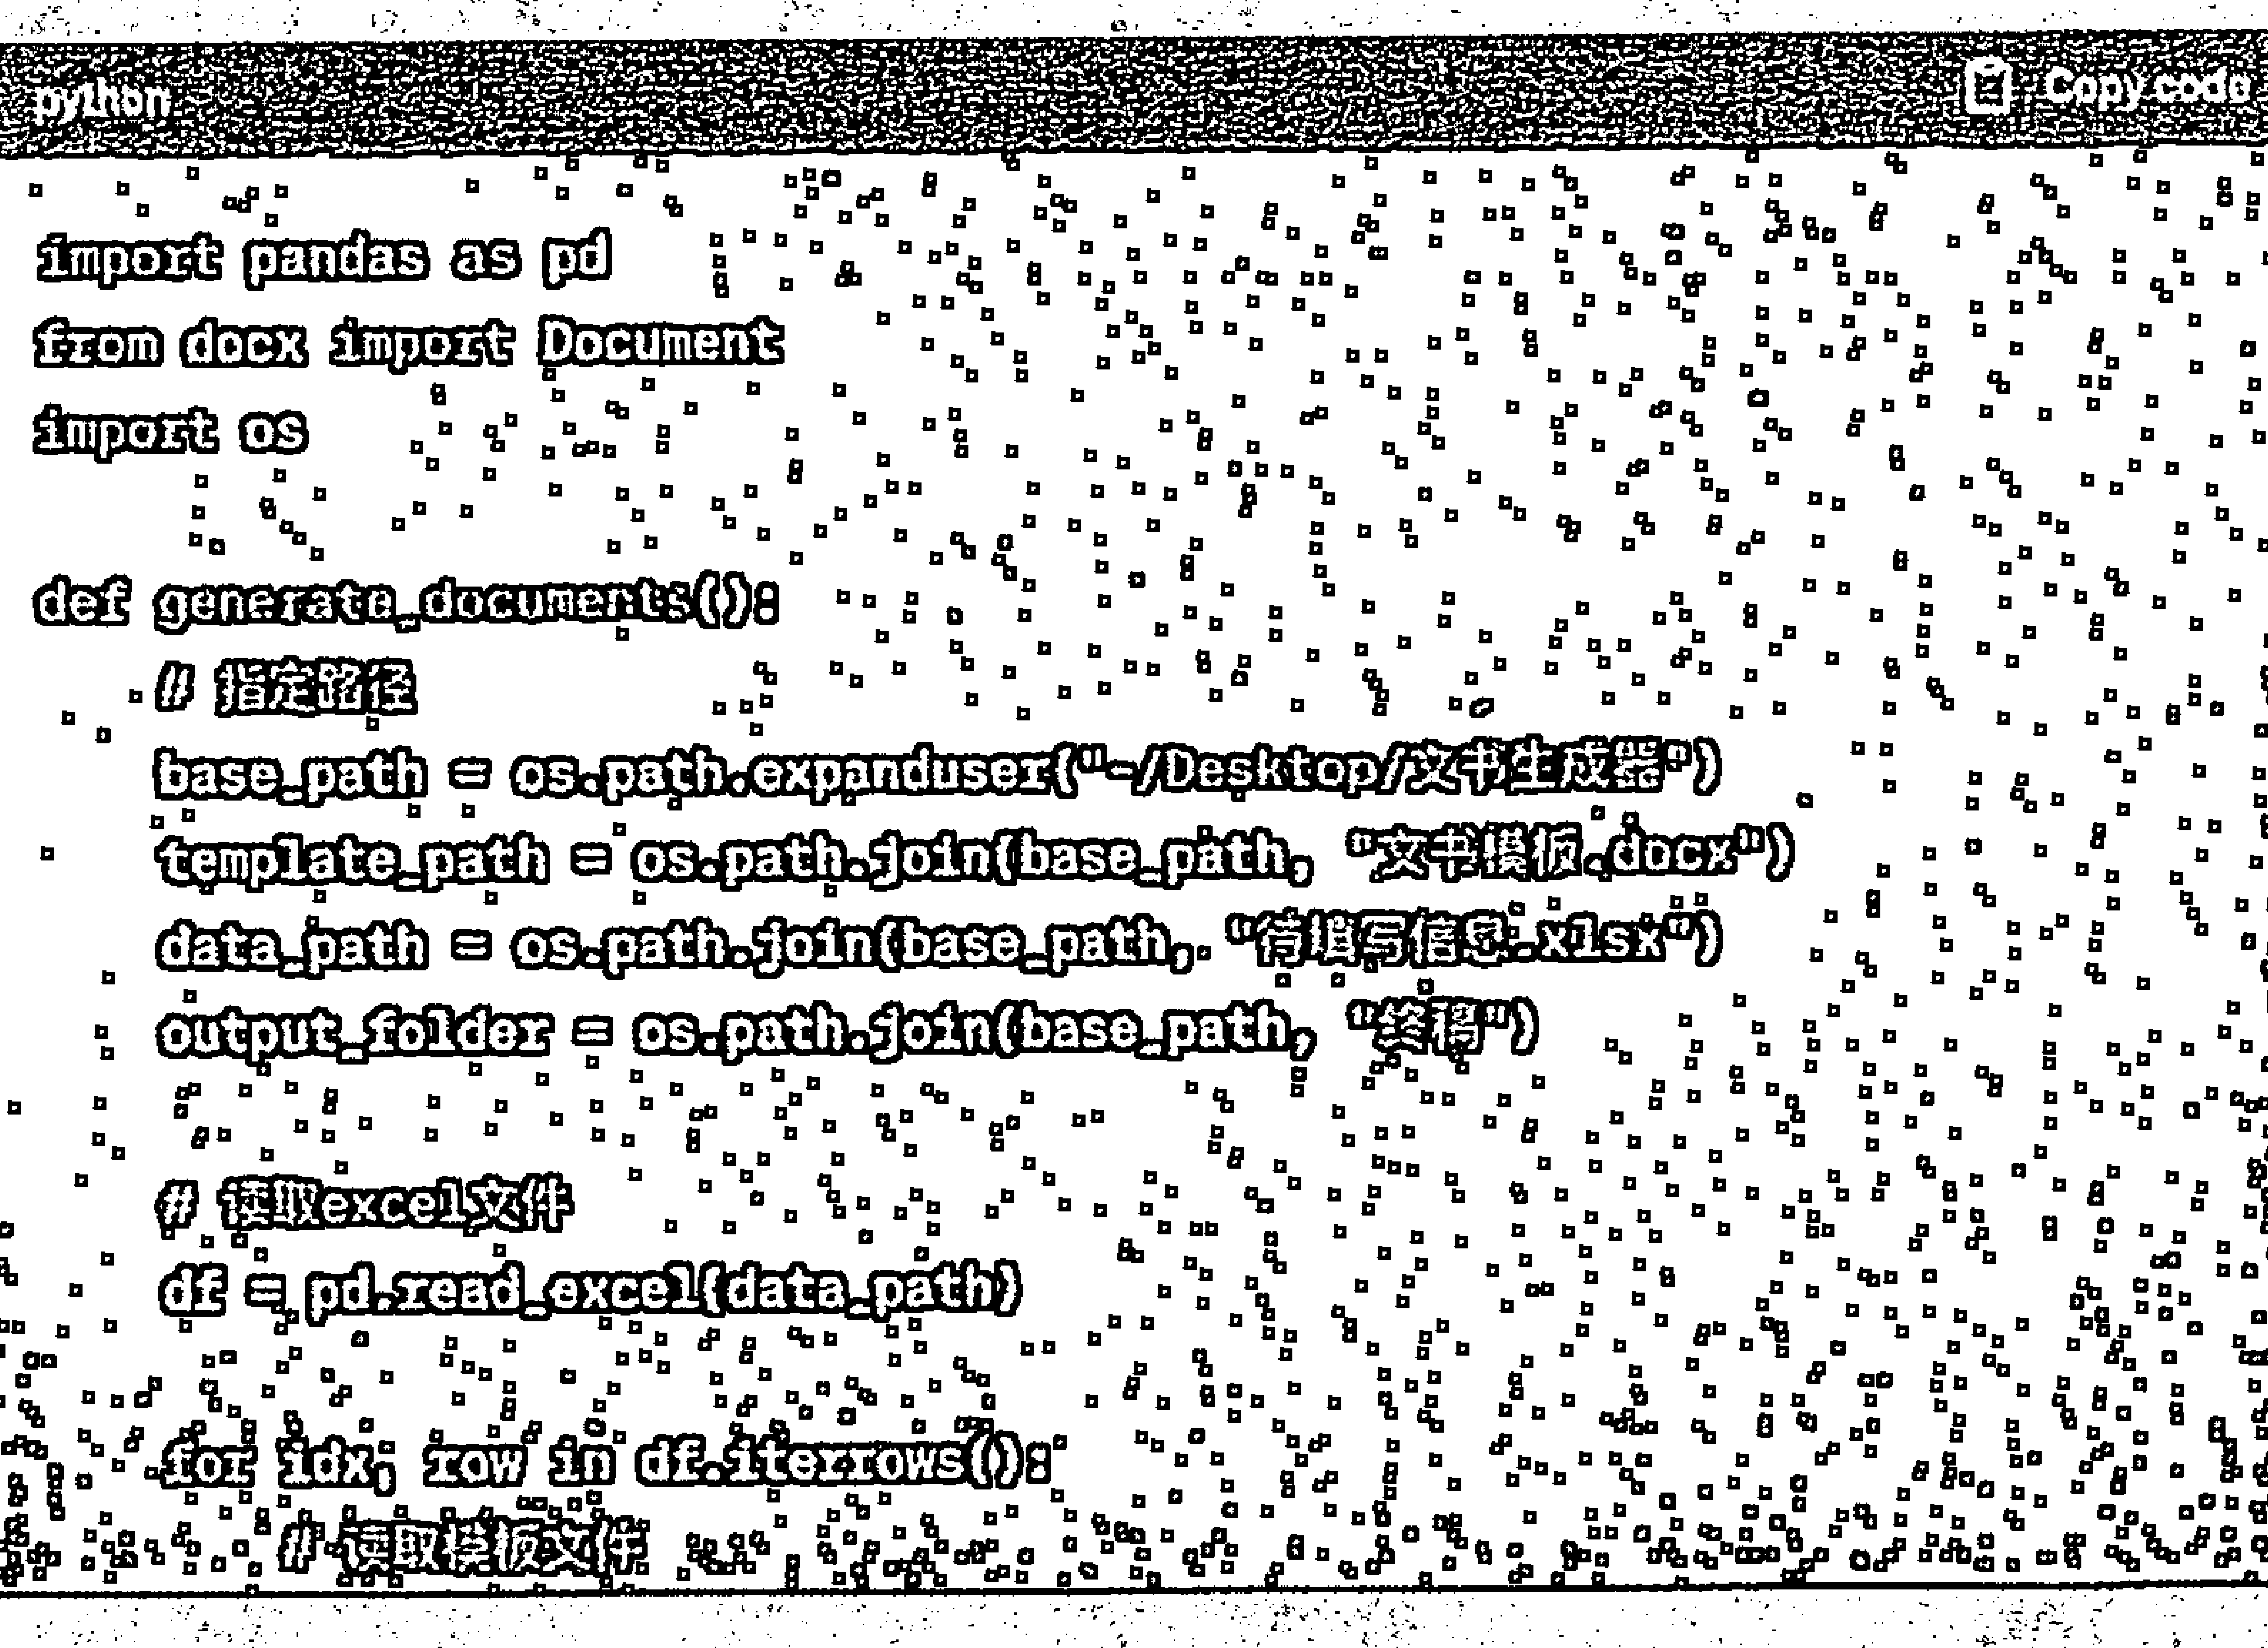 python
Copy code
import pandas as pd
from docx import Document
import os
def generate_documents():
# 指定路径
base_path = os.path.expanduser("~/Desktop/文书生成器")
template_path = os.path.join(base_path, "文书模板.docx")
data_path = os.path.join(base_path, "待填写信息.xlsx")
output_folder = os.path.join(base_path, "终稿")
# 读取excel文件
df = pd.read_excel(data_path)
for idx, row in df.iterrows():
# 读取模板文件